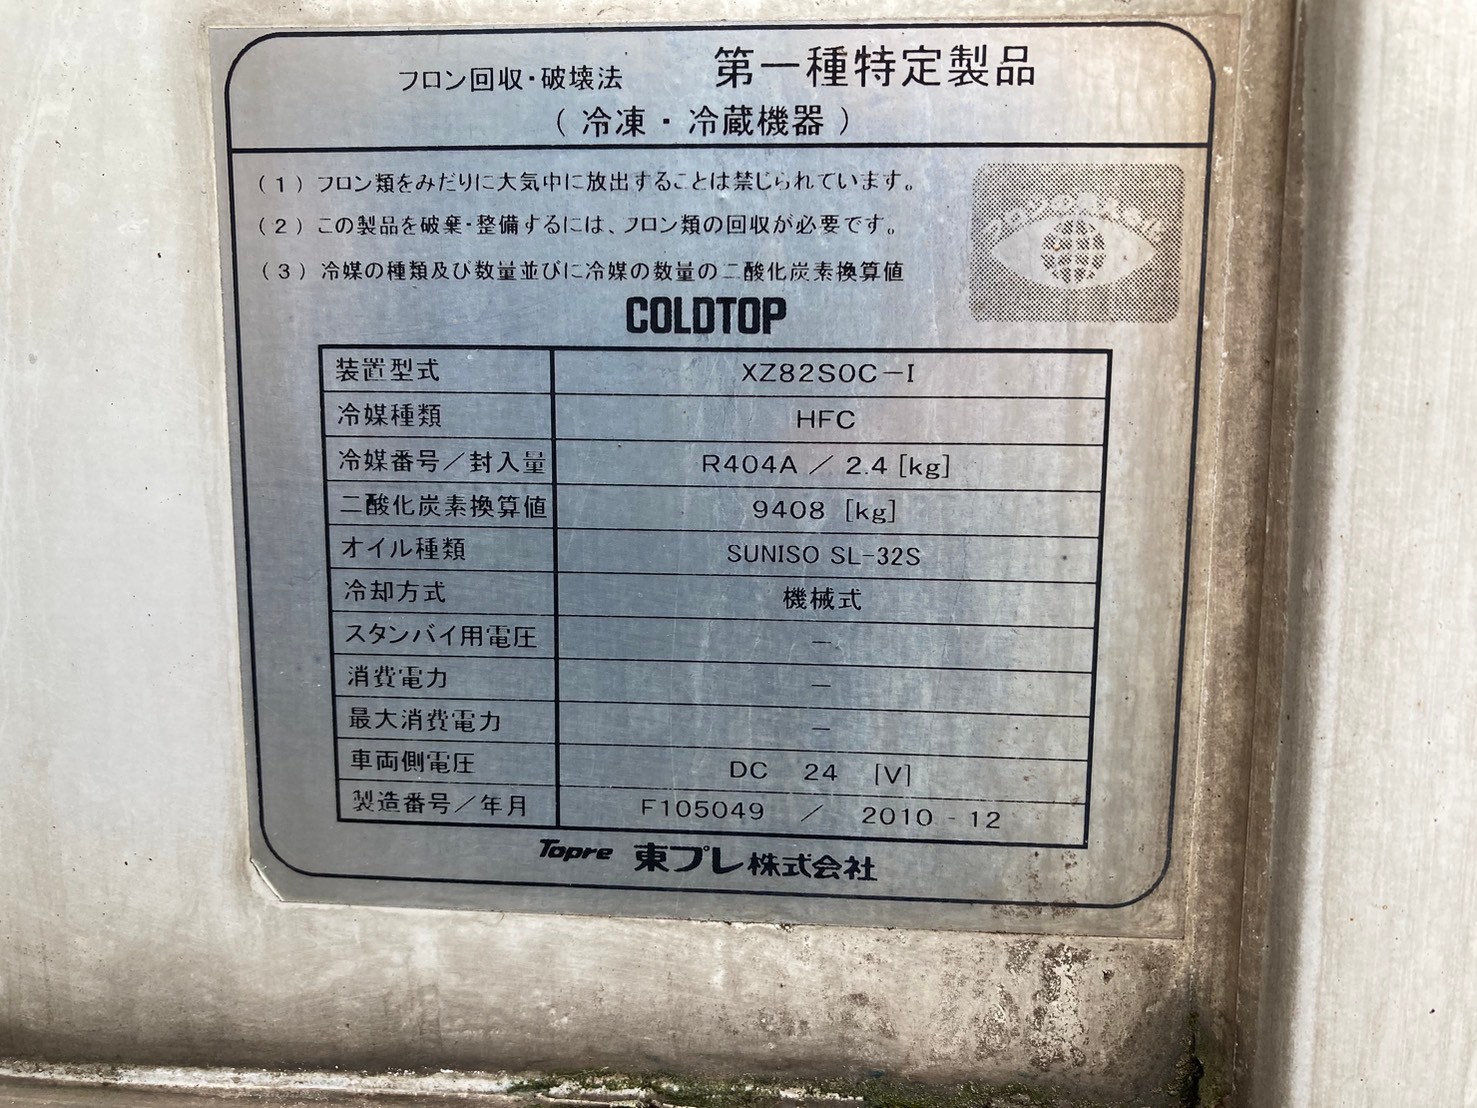 フロン回収・破壊法 第一種特定製品
(冷凍・冷蔵機器)
(1) フロン類をみだりに大気中に放出することは禁じられています。
(2) この製品を破棄・整備するには、フロン類の回収が必要です。
(3) 冷媒の種類及び数量並びに冷媒の数量の二酸化炭素換算値
COLDTOP
装置型式 XZ82S0C-I
冷媒種類 HFC
冷媒番号/封入量 R404A / 2.4 [kg]
二酸化炭素換算値 9408 [kg]
オイル種類 SUNISO SL-32S
冷却方式 機械式
スタンバイ用電圧 —
消費電力 —
最大消費電力 —
車両側電圧 DC 24 [V]
製造番号/年月 F105049 / 2010 - 12
Topre 東プレ株式会社